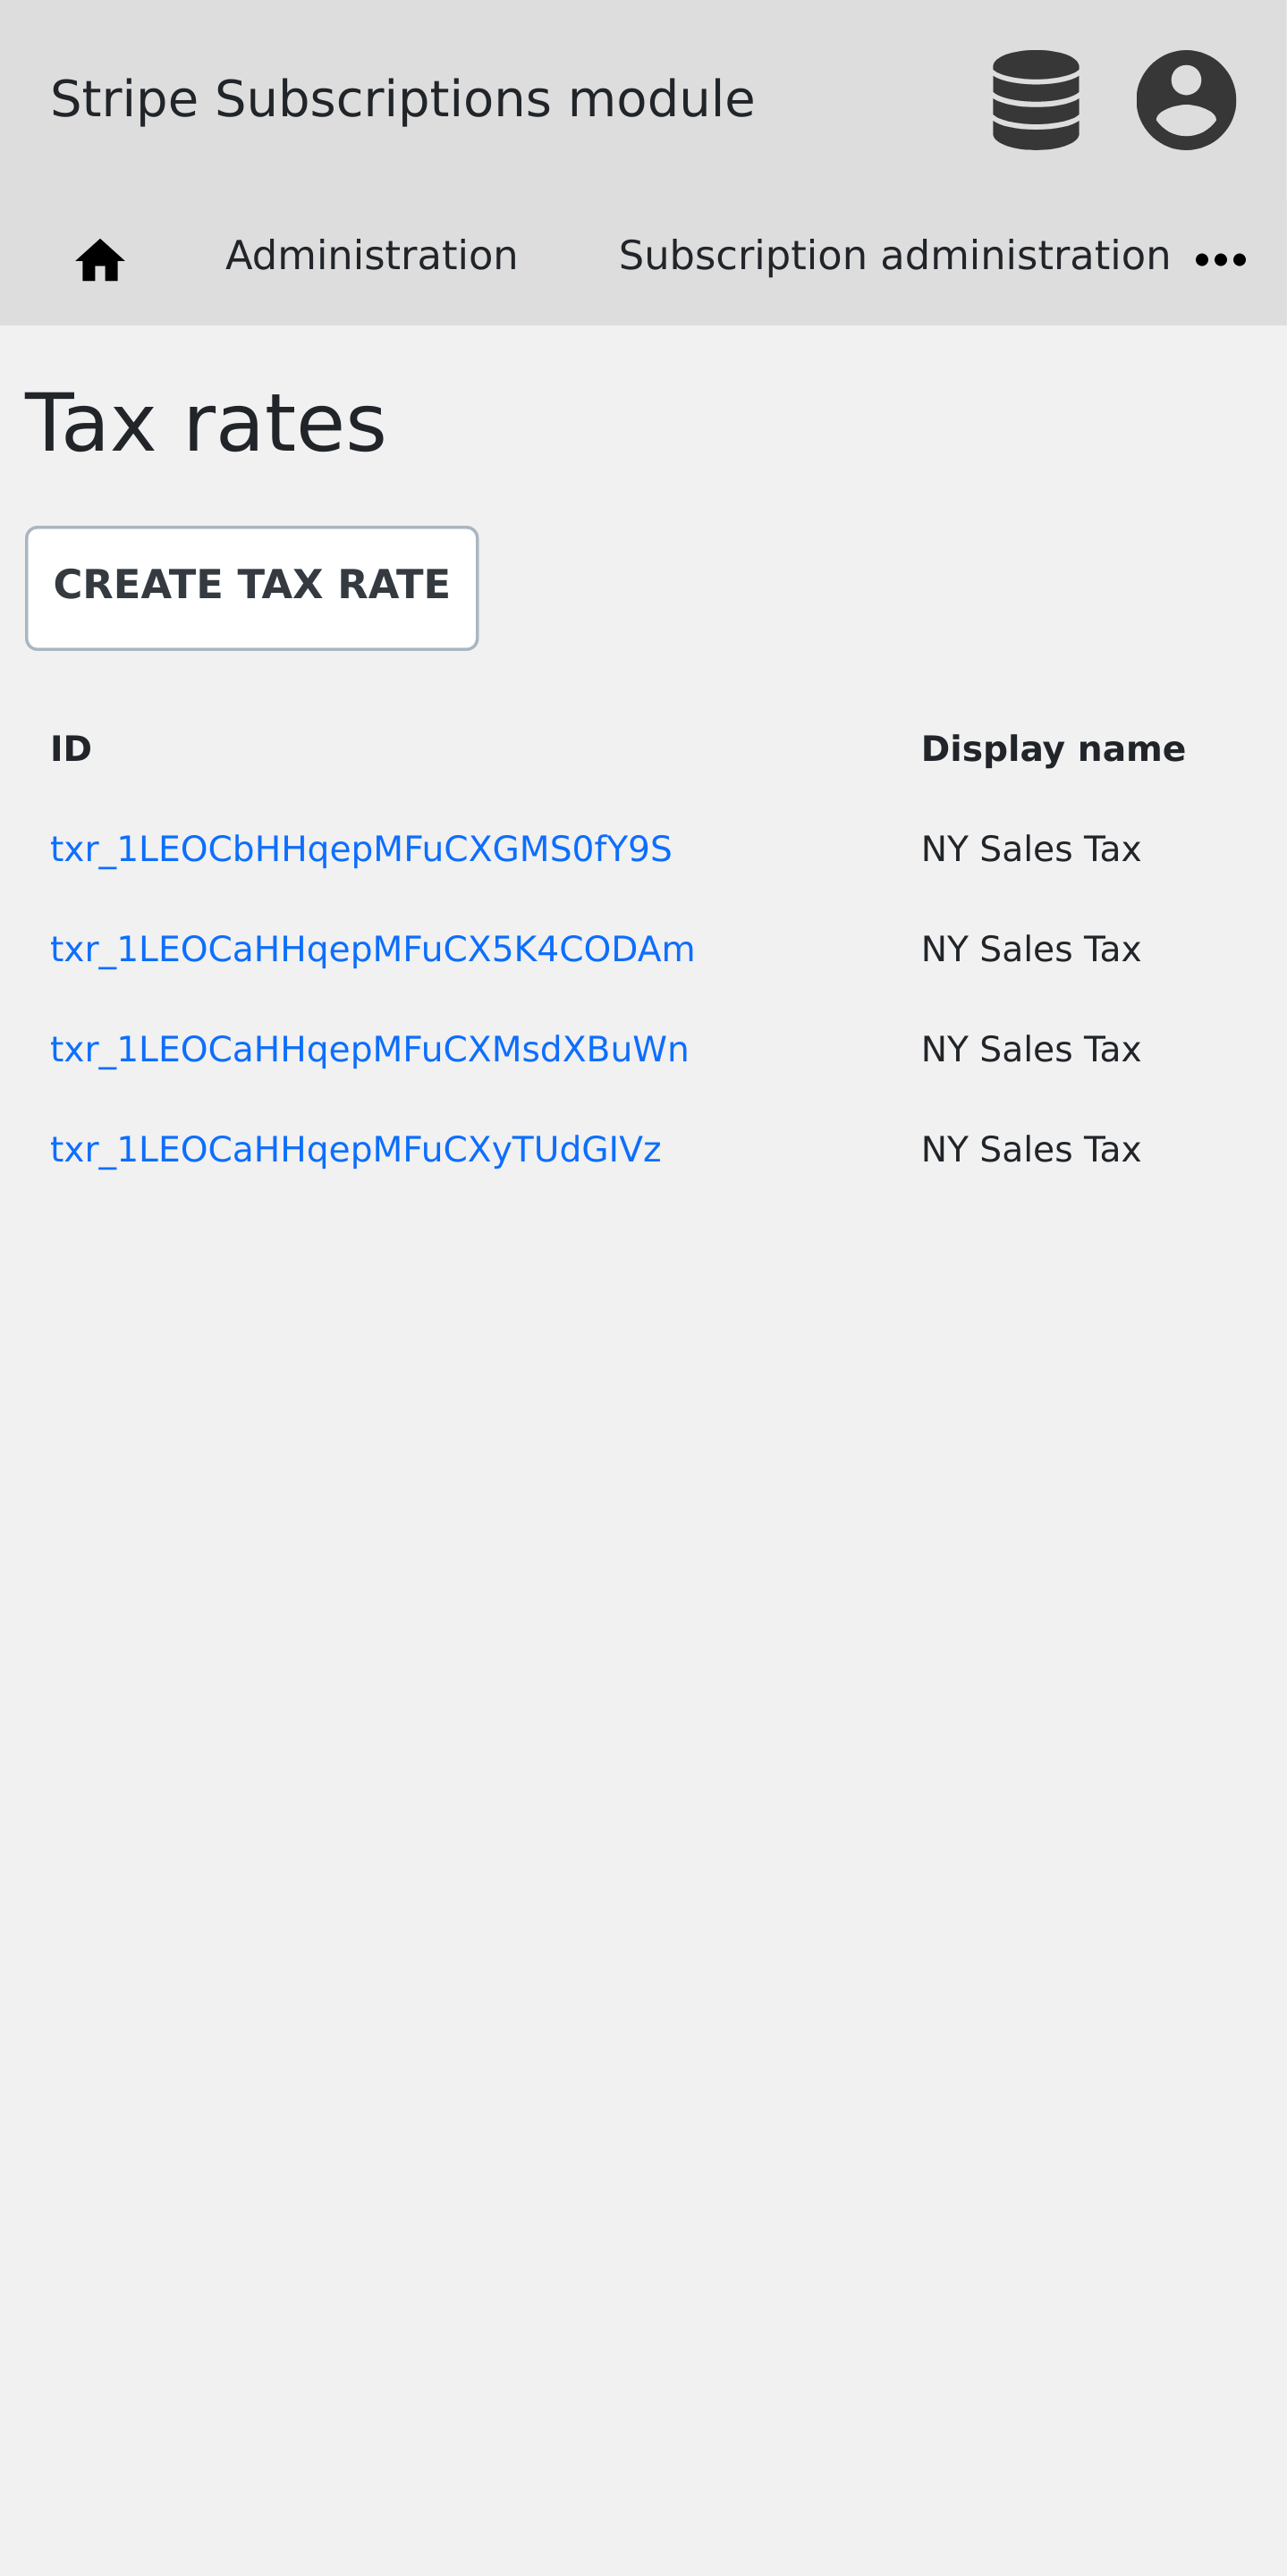 Stripe Subscriptions module
Administration Subscription administration
Tax rates
CREATE TAX RATE
ID Display name
txr_1LEOCbHHqepMFuCXGMS0fY9S NY Sales Tax
txr_1LEOCaHHqepMFuCX5K4CODAm NY Sales Tax
txr_1LEOCaHHqepMFuCXMsdXBuWn NY Sales Tax
txr_1LEOCaHHqepMFuCXyTUdGIVz NY Sales Tax